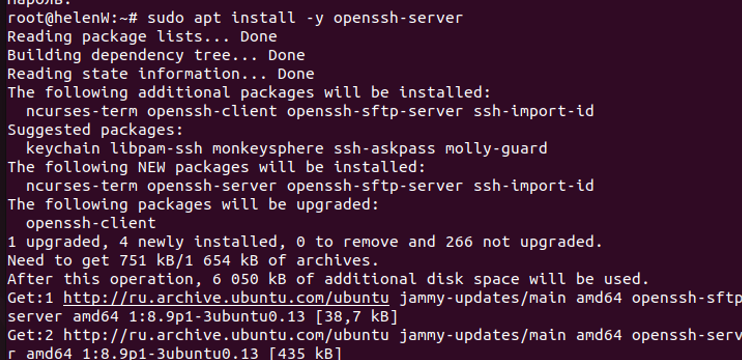 Пароль:
root@helenW:~# sudo apt install -y openssh-server
Reading package lists... Done
Building dependency tree... Done
Reading state information... Done
The following additional packages will be installed:
  ncurses-term openssh-client openssh-sftp-server ssh-import-id
Suggested packages:
  keychain libpam-ssh monkeysphere ssh-askpass molly-guard
The following NEW packages will be installed:
  ncurses-term openssh-server openssh-sftp-server ssh-import-id
The following packages will be upgraded:
  openssh-client
1 upgraded, 4 newly installed, 0 to remove and 266 not upgraded.
Need to get 751 kB/1 654 kB of archives.
After this operation, 6 050 kB of additional disk space will be used.
Get:1 http://ru.archive.ubuntu.com/ubuntu jammy-updates/main amd64 openssh-sftp
server amd64 1:8.9p1-3ubuntu0.13 [38,7 kB]
Get:2 http://ru.archive.ubuntu.com/ubuntu jammy-updates/main amd64 openssh-serv
r amd64 1:8.9p1-3ubuntu0.13 [435 kB]